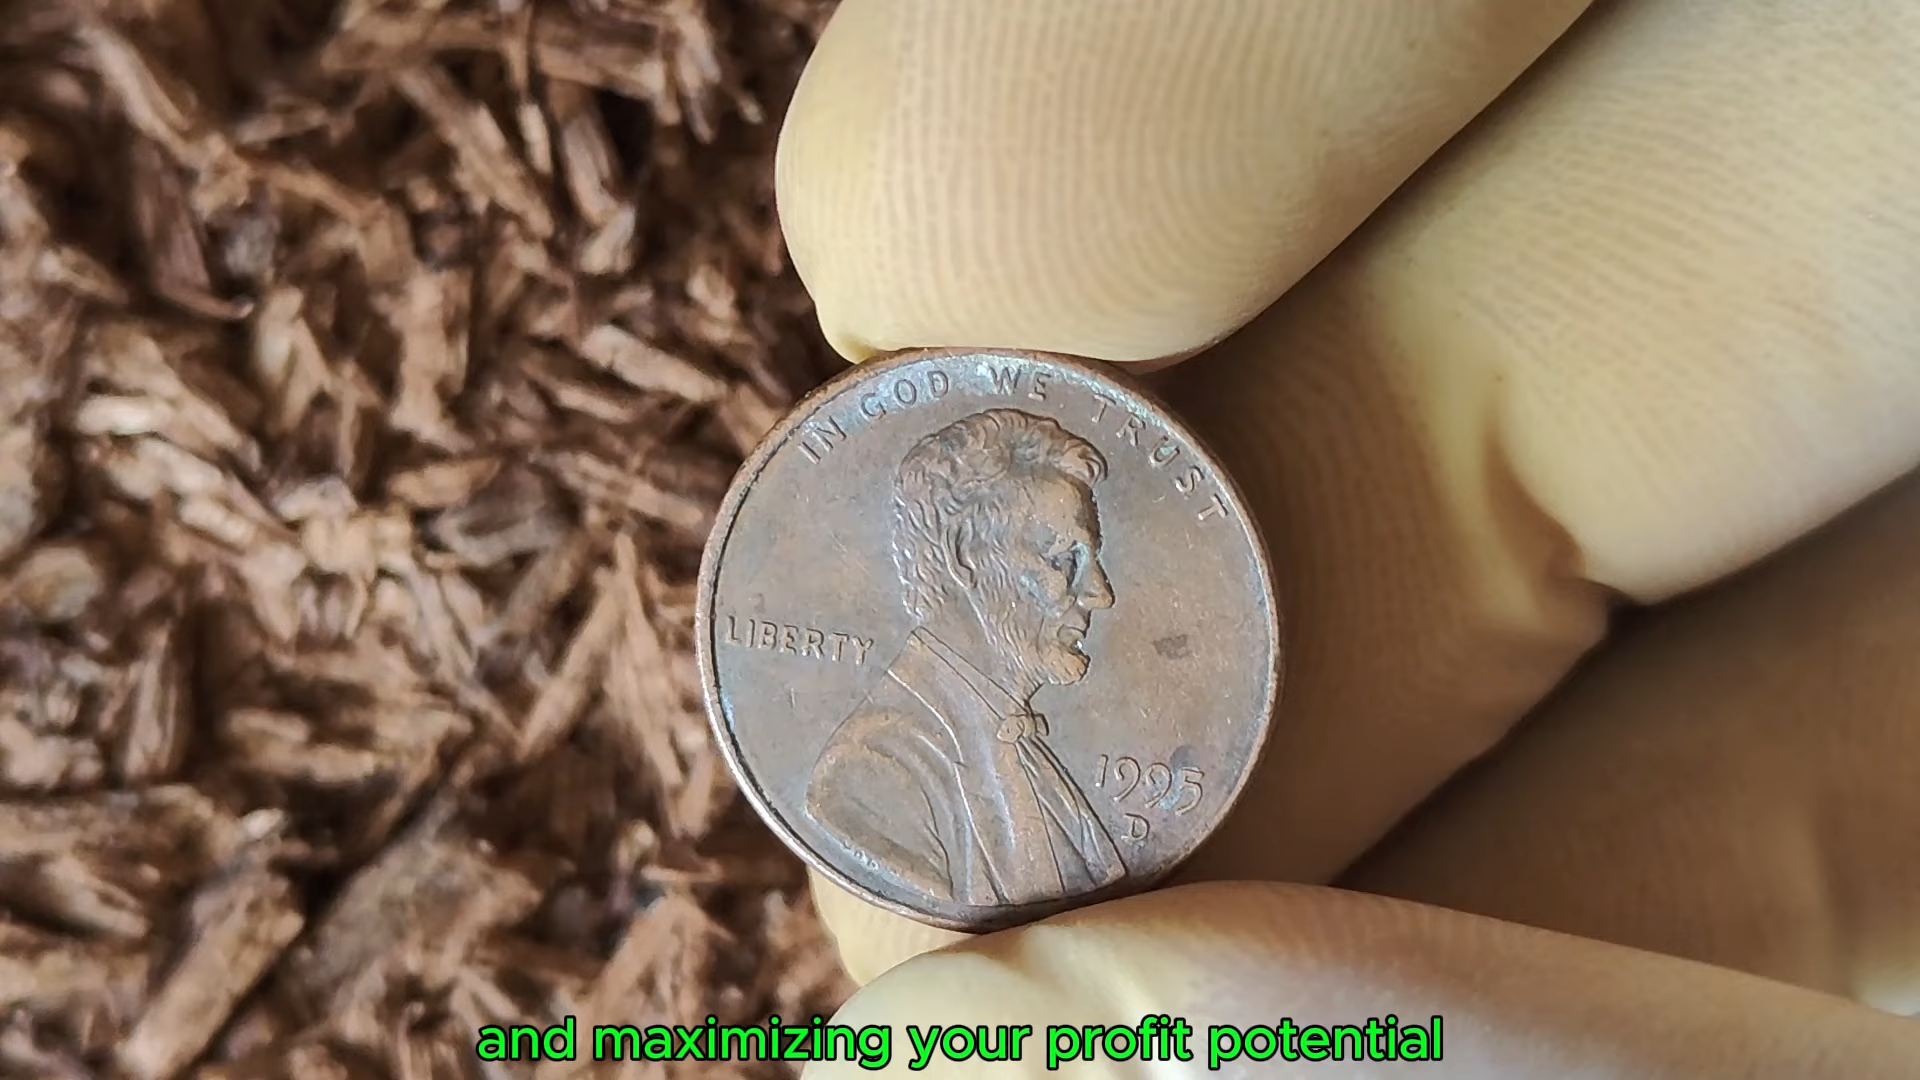 IN GOD WE TRUST
LIBERTY
1995
D
and maximizing your profit potential